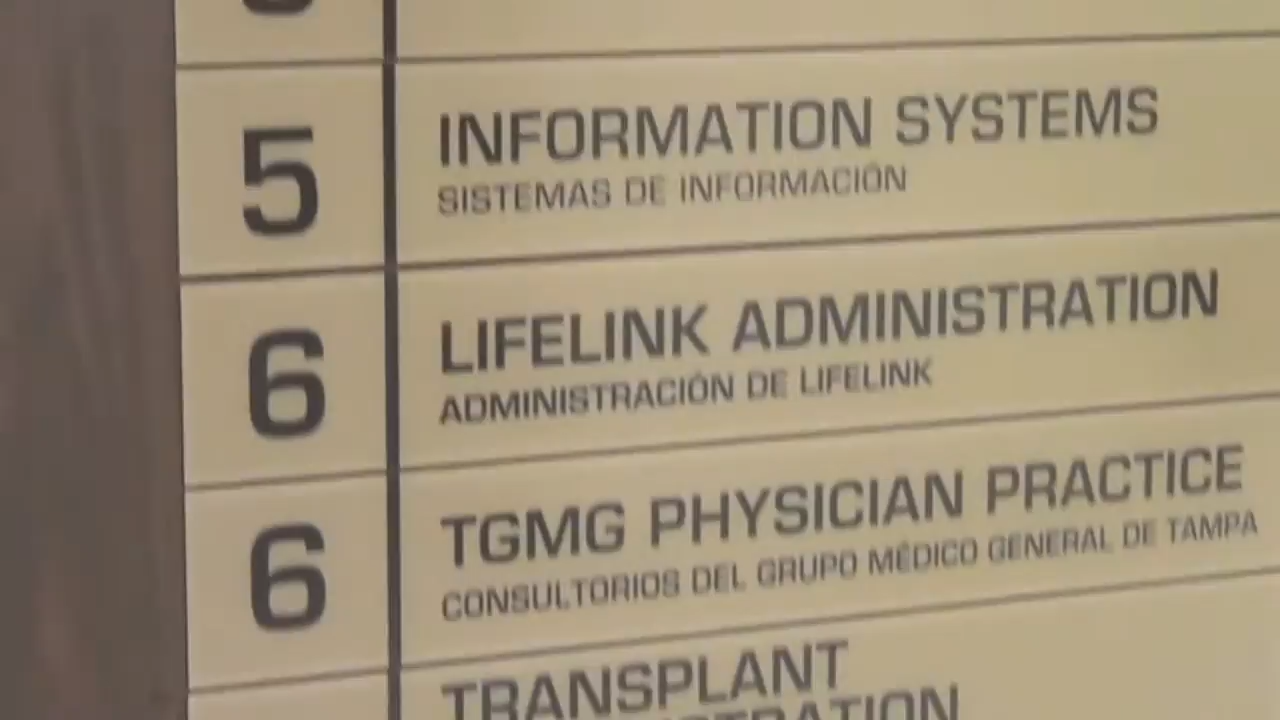 5 INFORMATION SYSTEMS
SISTEMAS DE INFORMACIÓN
6 LIFELINK ADMINISTRATION
ADMINISTRACIÓN DE LIFELINK
6 TGMG PHYSICIAN PRACTICE
CONSULTORIOS DEL GRUPO MÉDICO GENERAL DE TAMPA
TRANSPLANT